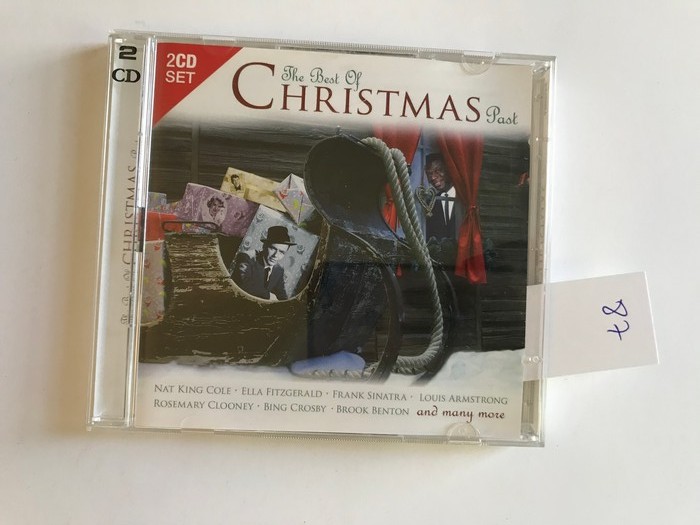 2
CD
2CD
SET
The Best Of
CHRISTMAS
Past
NAT KING COLE · ELLA FITZGERALD · FRANK SINATRA · LOUIS ARMSTRONG
ROSEMARY CLOONEY · BING CROSBY · BROOK BENTON and many more
CHRISTMAS